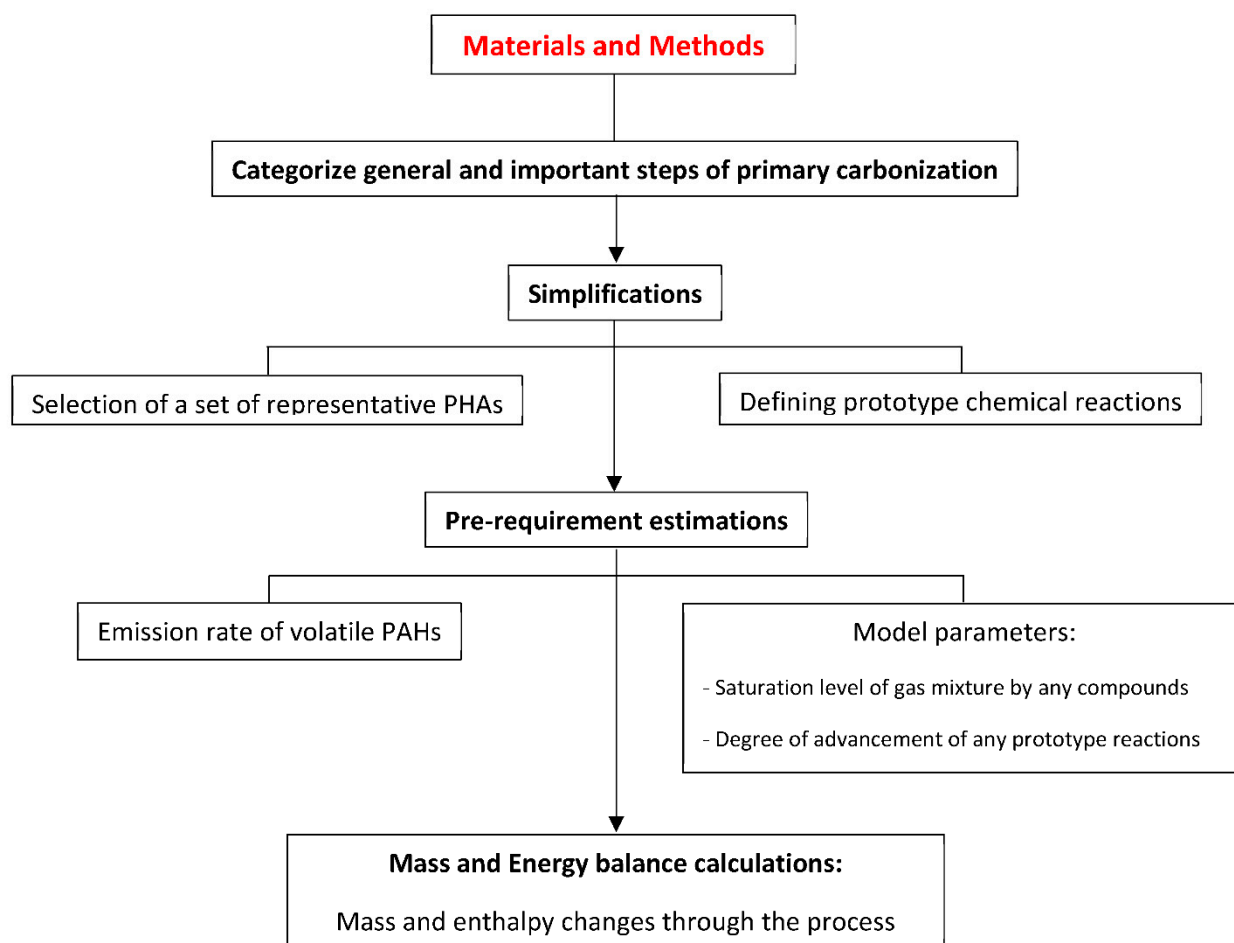 Materials and Methods
Categorize general and important steps of primary carbonization
Simplifications
Selection of a set of representative PHAs
Defining prototype chemical reactions
Pre-requirement estimations
Emission rate of volatile PAHs
Model parameters:
- Saturation level of gas mixture by any compounds
- Degree of advancement of any prototype reactions
Mass and Energy balance calculations:
Mass and enthalpy changes through the process